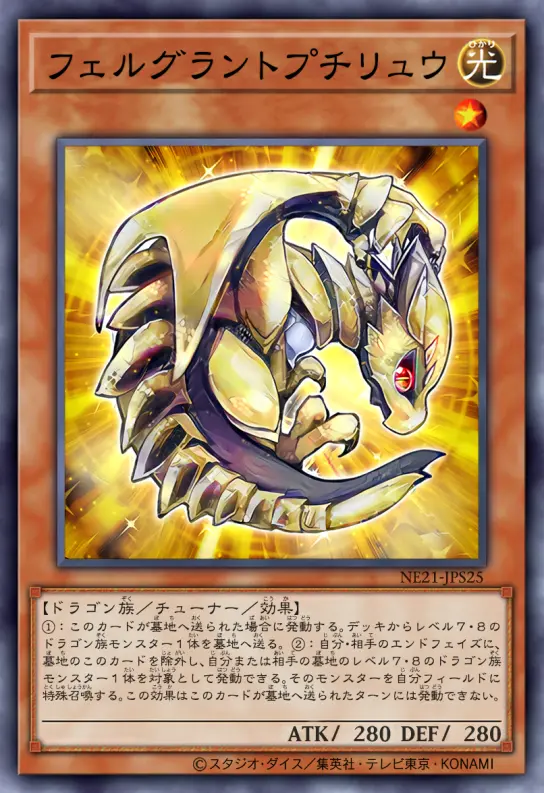 フェルグラントプチリュウ
ひかり
光
NE21-JPS25
【ドラゴン族／チューナー／効果】
①：このカードが墓地へ送られた場合に発動する。デッキからレベル7・8の
ドラゴン族モンスター１体を墓地へ送る。②：自分・相手のエンドフェイズに、
墓地のこのカードを除外し、自分または相手の墓地のレベル7・8のドラゴン族
モンスター１体を対象として発動できる。そのモンスターを自分フィールドに
特殊召喚する。この効果はこのカードが墓地へ送られたターンには発動できない。
ATK/ 280 DEF/ 280
©スタジオ・ダイス／集英社・テレビ東京・KONAMI